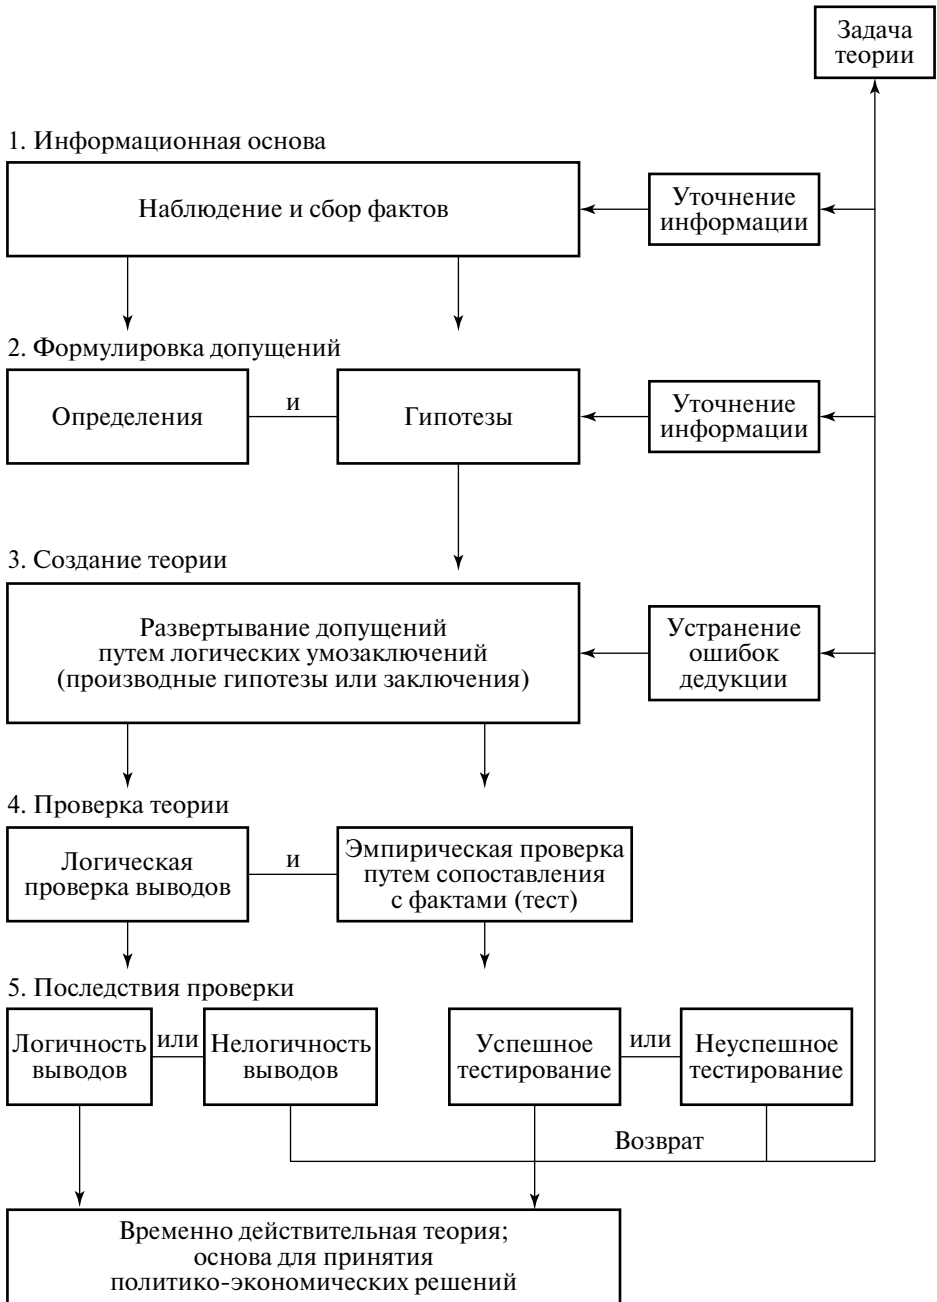 Задача
теории
1. Информационная основа
Наблюдение и сбор фактов
Уточнение
информации
2. Формулировка допущений
Определения
и
Гипотезы
Уточнение
информации
3. Создание теории
Развертывание допущений
путем логических умозаключений
(производные гипотезы или заключения)
Устранение
ошибок
дедукции
4. Проверка теории
Логическая
проверка выводов
и
Эмпирическая проверка
путем сопоставления
с фактами (тест)
5. Последствия проверки
Логичность
выводов
или
Нелогичность
выводов
Успешное
тестирование
или
Неуспешное
тестирование
Возврат
Временно действительная теория;
основа для принятия
политико-экономических решений